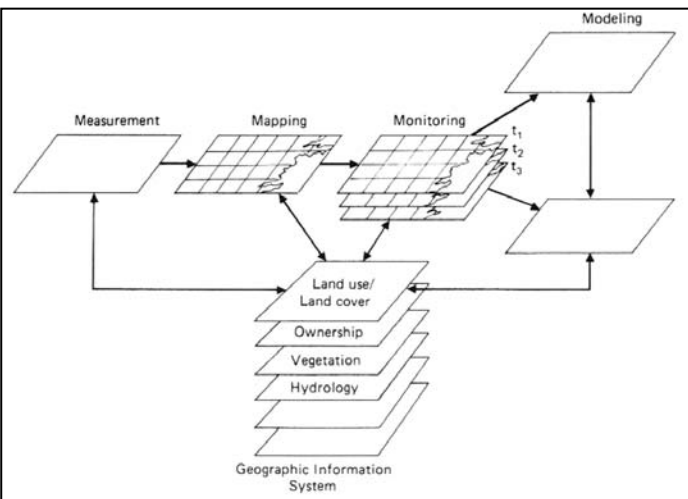 Modeling
Measurement
Mapping
Monitoring
t1
t2
t3
Land use/
Land cover
Ownership
Vegetation
Hydrology
Geographic Information
System